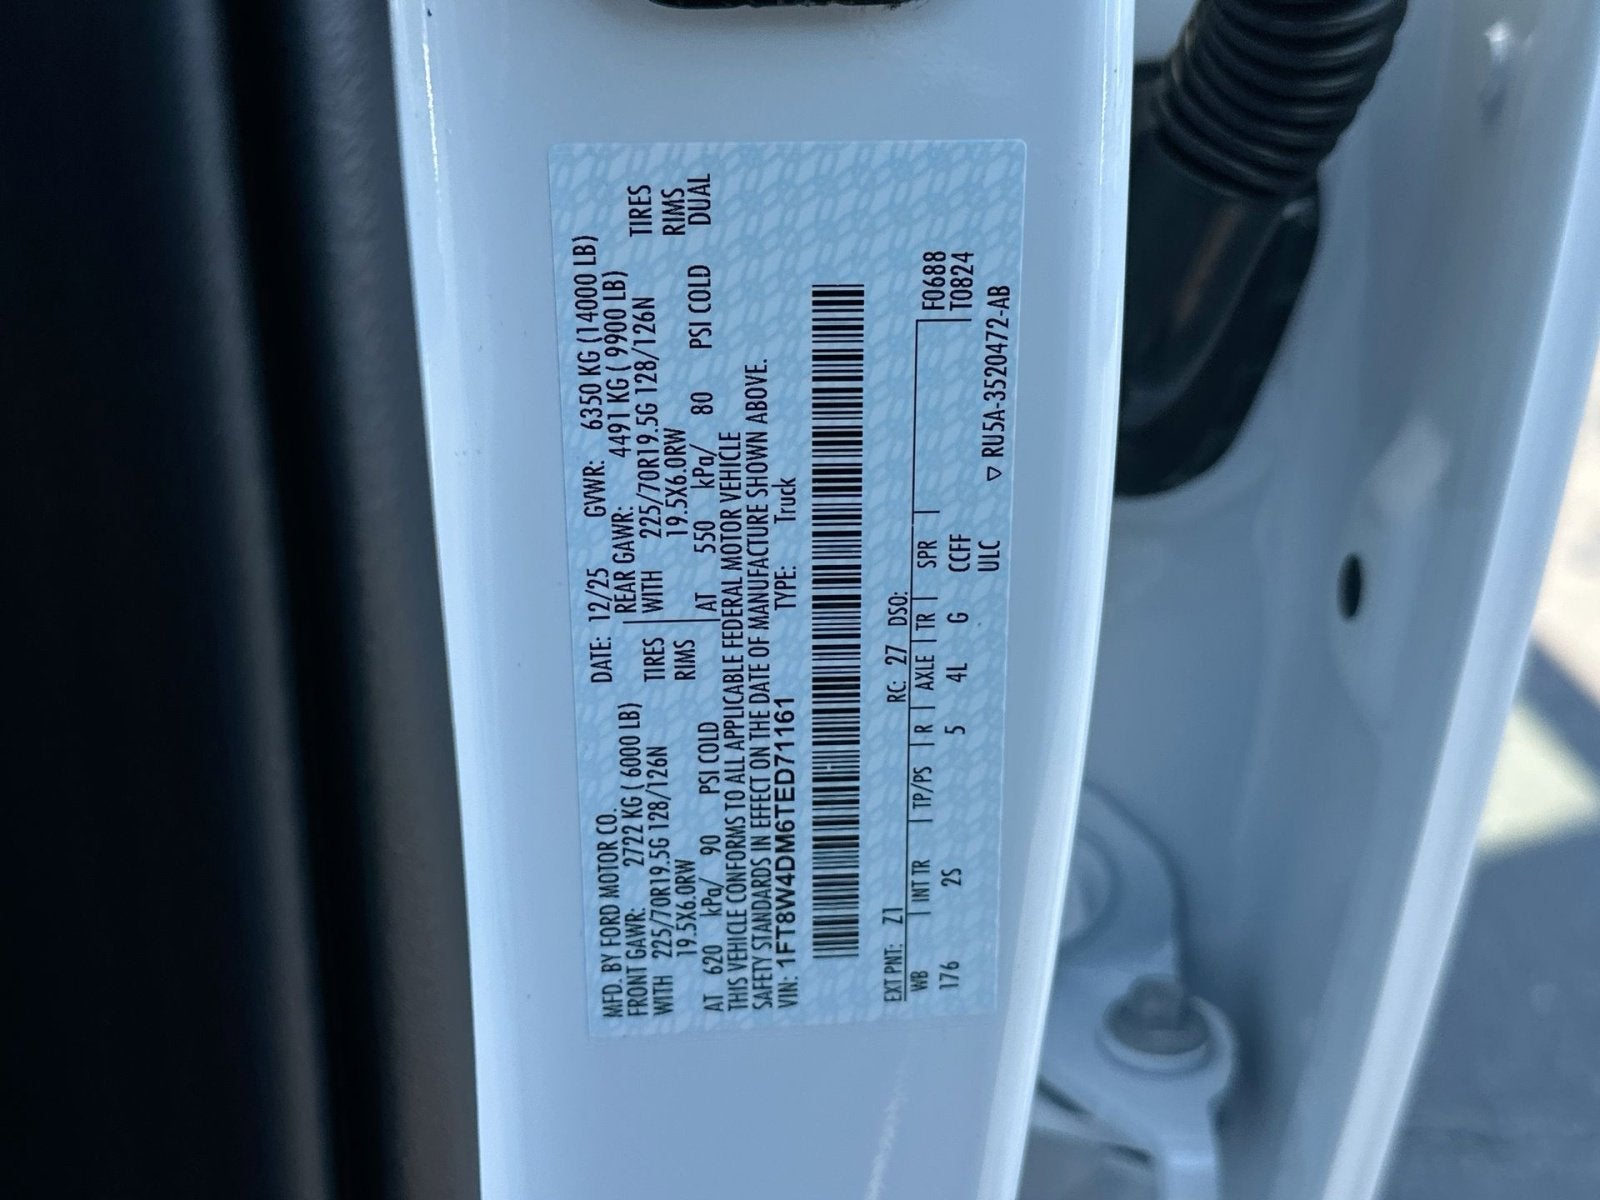 MFD. BY FORD MOTOR CO. DATE: 12/25 GVWR: 6350 KG (14000 LB)
FRONT GAWR: 2722 KG ( 6000 LB) REAR GAWR: 4491 KG ( 9900 LB)
WITH 225/70R19.5G 128/126N TIRES WITH 225/70R19.5G 128/126N TIRES
19.5X6.0RW RIMS 19.5X6.0RW RIMS
AT 620 kPa/ 90 PSI COLD AT 550 kPa/ 80 PSI COLD DUAL
THIS VEHICLE CONFORMS TO ALL APPLICABLE FEDERAL MOTOR VEHICLE
SAFETY STANDARDS IN EFFECT ON THE DATE OF MANUFACTURE SHOWN ABOVE.
VIN: 1FT8W4DM6TED71161 TYPE: Truck
EXT PNT: Z1 RC: 27 DSO:
WB INT TR TP/PS R AXLE TR SPR F0688
176 2S 5 4L G CCFF T0824
ULC ▽ RU5A-3520472-AB